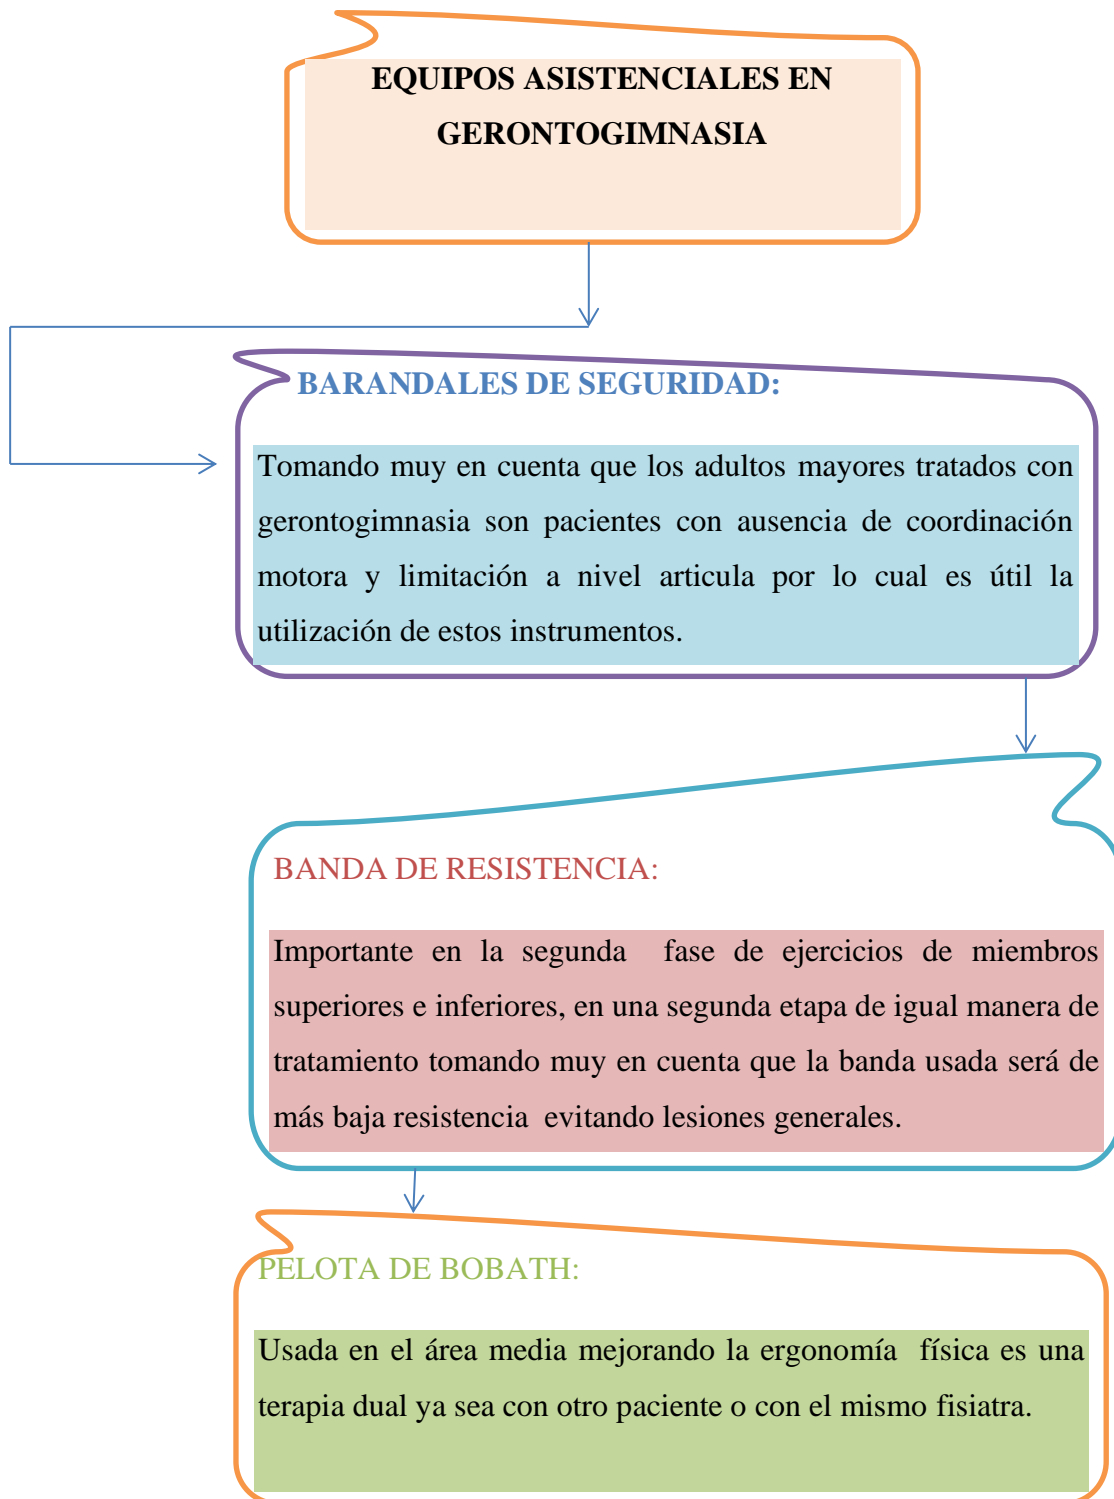 EQUIPOS ASISTENCIALES EN
GERONTOGIMNASIA
BARANDALES DE SEGURIDAD:
Tomando muy en cuenta que los adultos mayores tratados con
gerontogimnasia son pacientes con ausencia de coordinación
motora y limitación a nivel articula por lo cual es útil la
utilización de estos instrumentos.
BANDA DE RESISTENCIA:
Importante en la segunda fase de ejercicios de miembros
superiores e inferiores, en una segunda etapa de igual manera de
tratamiento tomando muy en cuenta que la banda usada será de
más baja resistencia evitando lesiones generales.
PELOTA DE BOBATH:
Usada en el área media mejorando la ergonomía física es una
terapia dual ya sea con otro paciente o con el mismo fisiatra.